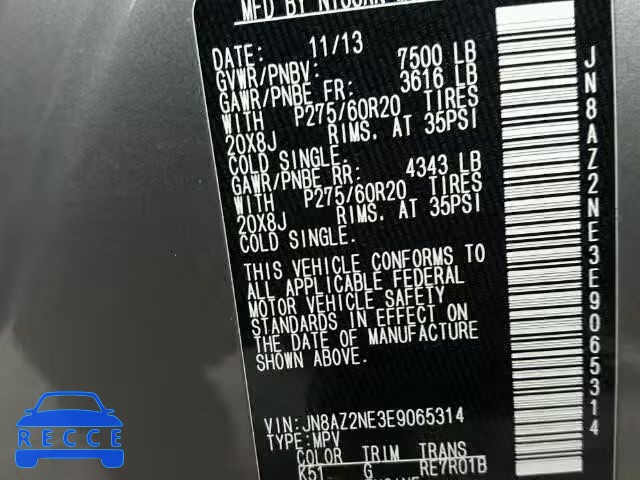 MFD BY NISSAN
DATE: 11/13
GVWR/PNBV: 7500 LB
GAWR/PNBE FR: 3616 LB
WITH P275/60R20 TIRES
20X8J RIMS. AT 35PSI
COLD SINGLE.
GAWR/PNBE RR: 4343 LB
WITH P275/60R20 TIRES
20X8J RIMS. AT 35PSI
COLD SINGLE.
THIS VEHICLE CONFORMS TO
ALL APPLICABLE FEDERAL
MOTOR VEHICLE SAFETY
STANDARDS IN EFFECT ON
THE DATE OF MANUFACTURE
SHOWN ABOVE.
VIN: JN8AZ2NE3E9065314
TYPE: MPV
COLOR TRIM TRANS
K51 G RE7R01B
JN8AZ2NE3E9065314
RECCE